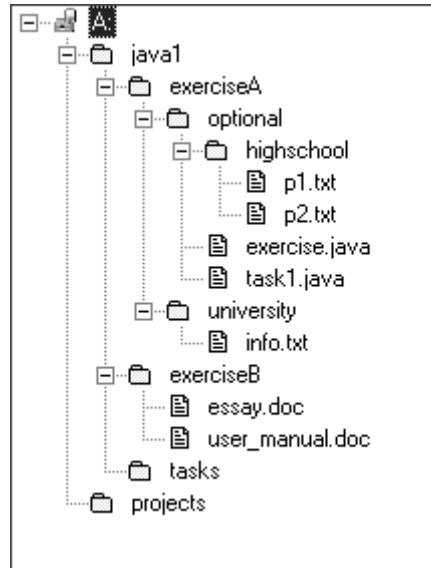 A:
java1
exerciseA
optional
highschool
p1.txt
p2.txt
exercise.java
task1.java
university
info.txt
exerciseB
essay.doc
user_manual.doc
tasks
projects